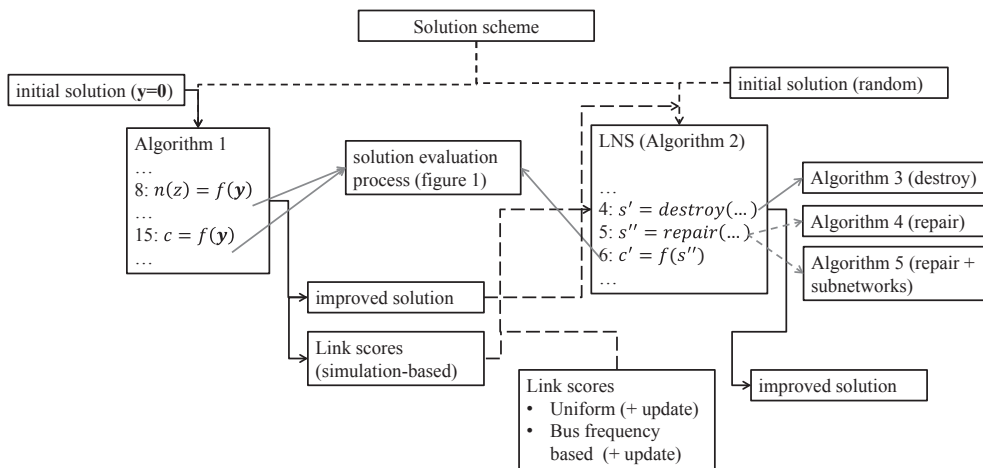 Solution scheme
initial solution (y=0)
initial solution (random)
Algorithm 1
…
8: n(z) = f(y)
…
15: c = f(y)
…
solution evaluation
process (figure 1)
LNS (Algorithm 2)
…
4: s′ = destroy(…)
5: s′′ = repair(…)
6: c′ = f(s′′)
…
Algorithm 3 (destroy)
Algorithm 4 (repair)
Algorithm 5 (repair +
subnetworks)
improved solution
Link scores
(simulation-based)
Link scores
• Uniform (+ update)
• Bus frequency
based (+ update)
improved solution